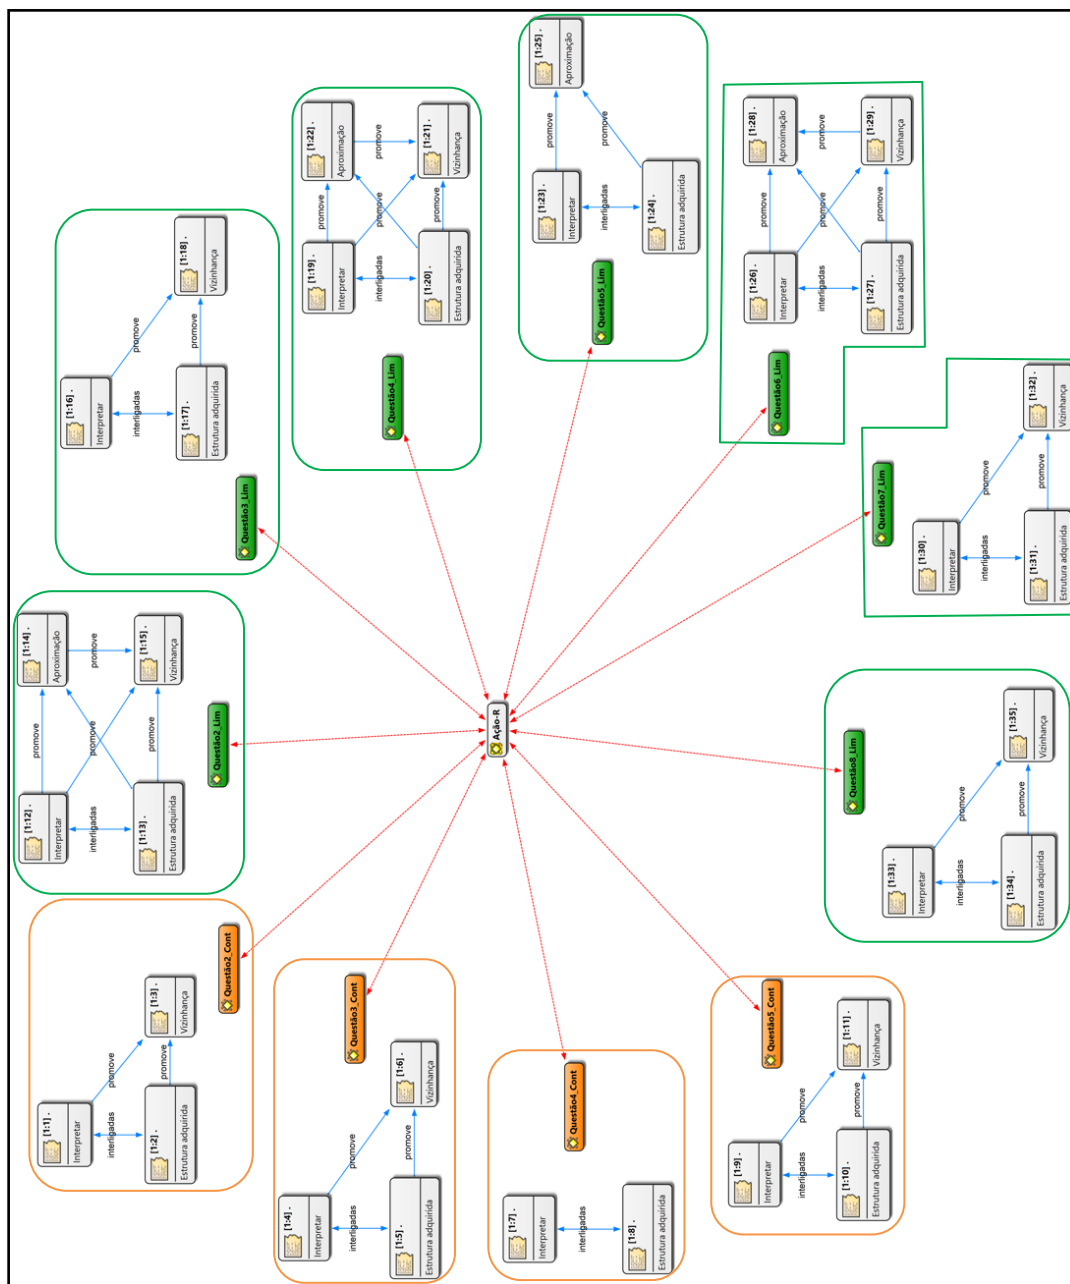 [1:25] .
Aproximação
promove
promove
[1:23] .
Interpretar
interligadas
[1:24] .
Estrutura adquirida
Questão5_Lim
[1:22] .
Aproximação
promove
[1:21] .
Vizinhança
promove
promove
promove
[1:19] .
Interpretar
interligadas
[1:20] .
Estrutura adquirida
Questão4_Lim
[1:28] .
Aproximação
promove
[1:29] .
Vizinhança
promove
promove
promove
[1:26] .
Interpretar
interligadas
[1:27] .
Estrutura adquirida
Questão6_Lim
[1:18] .
Vizinhança
promove
promove
[1:16] .
Interpretar
interligadas
[1:17] .
Estrutura adquirida
Questão3_Lim
[1:32] .
Vizinhança
promove
promove
Questão7_Lim
[1:30] .
Interpretar
interligadas
[1:31] .
Estrutura adquirida
[1:14] .
Aproximação
promove
[1:15] .
Vizinhança
promove
promove
promove
[1:12] .
Interpretar
interligadas
[1:13] .
Estrutura adquirida
Questão2_Lim
Ação-R
[1:35] .
Vizinhança
promove
promove
Questão8_Lim
[1:33] .
Interpretar
interligadas
[1:34] .
Estrutura adquirida
Questão2_Cont
[1:3] .
Vizinhança
promove
promove
[1:1] .
Interpretar
interligadas
[1:2] .
Estrutura adquirida
Questão3_Cont
[1:6] .
Vizinhança
promove
promove
[1:4] .
Interpretar
interligadas
[1:5] .
Estrutura adquirida
Questão4_Cont
[1:7] .
Interpretar
interligadas
[1:8] .
Estrutura adquirida
Questão5_Cont
[1:11] .
Vizinhança
promove
promove
[1:9] .
Interpretar
interligadas
[1:10] .
Estrutura adquirida